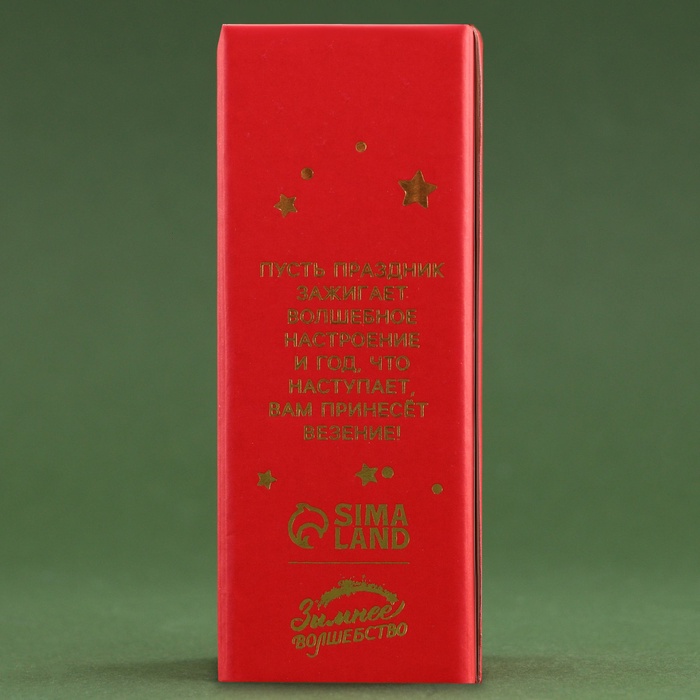 ПУСТЬ ПРАЗДНИК
ЗАЖИГАЕТ
ВОЛШЕБНОЕ
НАСТРОЕНИЕ
И ГОД, ЧТО
НАСТУПАЕТ,
ВАМ ПРИНЕСЁТ
ВЕЗЕНИЕ!
SIMA
LAND
Зимнее
ВОЛШЕБСТВО